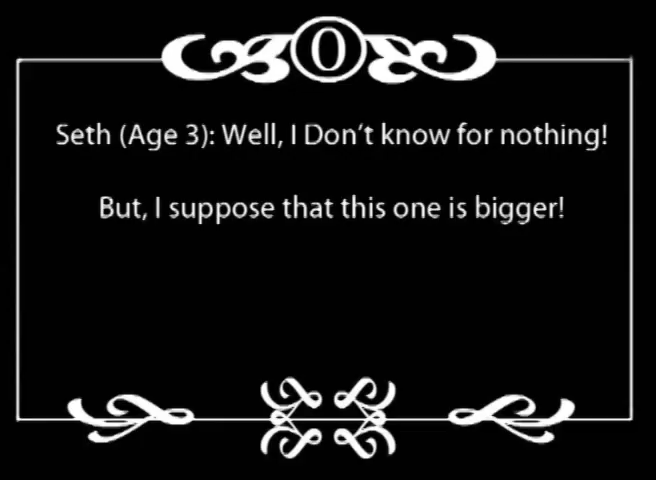 O
Seth (Age 3): Well, I Don't know for nothing!
But, I suppose that this one is bigger!